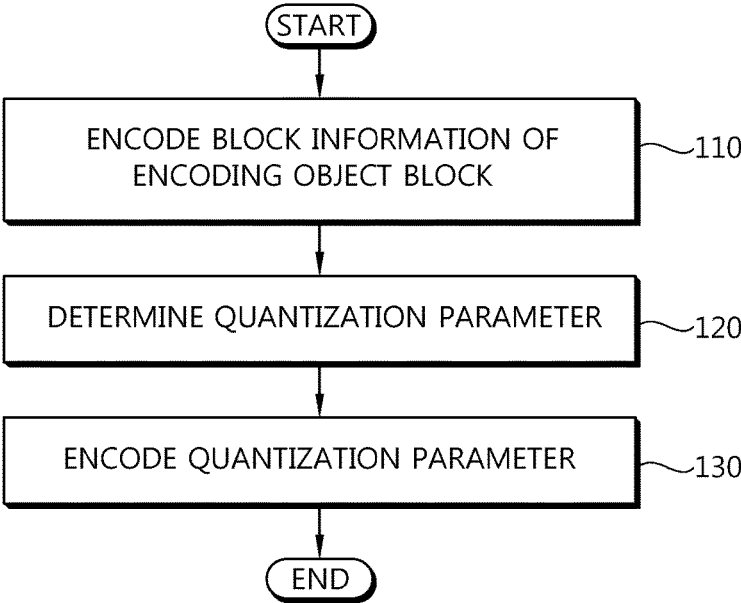 START
ENCODE BLOCK INFORMATION OF
ENCODING OBJECT BLOCK
110
DETERMINE QUANTIZATION PARAMETER
120
ENCODE QUANTIZATION PARAMETER
130
END